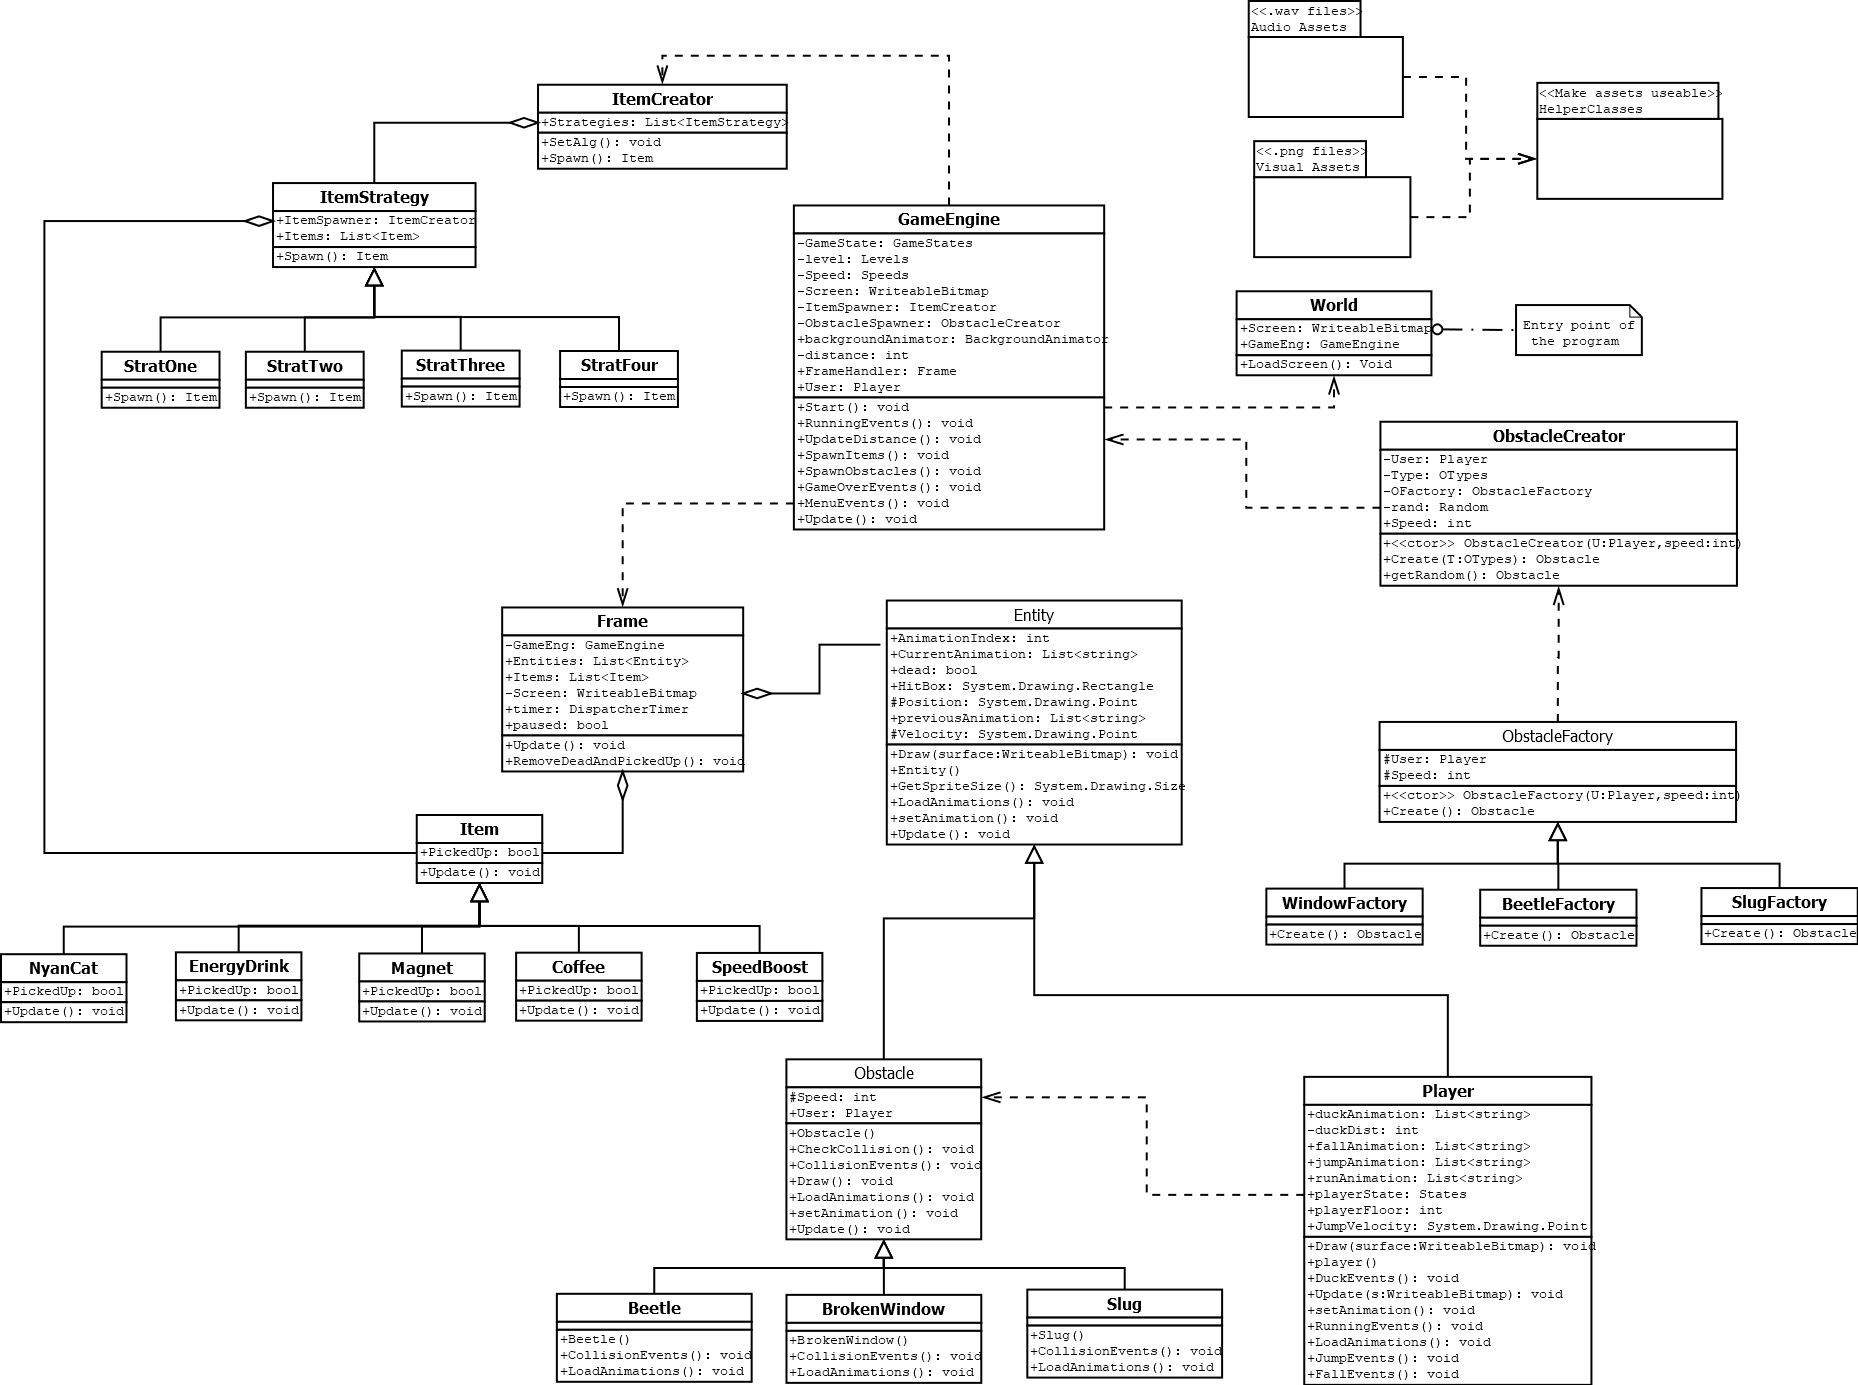 <<.wav files>>
Audio Assets
<<.png files>>
Visual Assets
<<Make assets useable>>
HelperClasses
ItemCreator
+Strategies: List<ItemStrategy>
+SetAlg(): void
+Spawn(): Item
ItemStrategy
+ItemSpawner: ItemCreator
+Items: List<Item>
+Spawn(): Item
StratOne
+Spawn(): Item
StratTwo
+Spawn(): Item
StratThree
+Spawn(): Item
StratFour
+Spawn(): Item
GameEngine
-GameState: GameStates
-level: Levels
-Speed: Speeds
-Screen: WriteableBitmap
-ItemSpawner: ItemCreator
-ObstacleSpawner: ObstacleCreator
+backgroundAnimator: BackgroundAnimator
-distance: int
+FrameHandler: Frame
+User: Player
+Start(): void
+RunningEvents(): void
+UpdateDistance(): void
+SpawnItems(): void
+SpawnObstacles(): void
+GameOverEvents(): void
+MenuEvents(): void
+Update(): void
World
+Screen: WriteableBitmap
+GameEng: GameEngine
+LoadScreen(): Void
Entry point of
the program
ObstacleCreator
-User: Player
-Type: OTypes
-OFactory: ObstacleFactory
-rand: Random
+Speed: int
+<<ctor>> ObstacleCreator(U:Player,speed:int)
+Create(T:OTypes): Obstacle
+getRandom(): Obstacle
Frame
-GameEng: GameEngine
+Entities: List<Entity>
+Items: List<Item>
-Screen: WriteableBitmap
+timer: DispatcherTimer
+paused: bool
+Update(): void
+RemoveDeadAndPickedUp(): void
Entity
+AnimationIndex: int
+CurrentAnimation: List<string>
+dead: bool
+HitBox: System.Drawing.Rectangle
#Position: System.Drawing.Point
+previousAnimation: List<string>
#Velocity: System.Drawing.Point
+Draw(surface:WriteableBitmap): void
+Entity()
+GetSpriteSize(): System.Drawing.Size
+LoadAnimations(): void
+setAnimation(): void
+Update(): void
ObstacleFactory
#User: Player
#Speed: int
+<<ctor>> ObstacleFactory(U:Player,speed:int)
+Create(): Obstacle
WindowFactory
+Create(): Obstacle
BeetleFactory
+Create(): Obstacle
SlugFactory
+Create(): Obstacle
Item
+PickedUp: bool
+Update(): void
NyanCat
+PickedUp: bool
+Update(): void
EnergyDrink
+PickedUp: bool
+Update(): void
Magnet
+PickedUp: bool
+Update(): void
Coffee
+PickedUp: bool
+Update(): void
SpeedBoost
+PickedUp: bool
+Update(): void
Obstacle
#Speed: int
+User: Player
+Obstacle()
+CheckCollision(): void
+CollisionEvents(): void
+Draw(): void
+LoadAnimations(): void
+setAnimation(): void
+Update(): void
Player
+duckAnimation: List<string>
-duckDist: int
+fallAnimation: List<string>
+jumpAnimation: List<string>
+runAnimation: List<string>
+playerState: States
+playerFloor: int
+JumpVelocity: System.Drawing.Point
+Draw(surface:WriteableBitmap): void
+player()
+DuckEvents(): void
+Update(s:WriteableBitmap): void
+setAnimation(): void
+RunningEvents(): void
+LoadAnimations(): void
+JumpEvents(): void
+FallEvents(): void
Beetle
+Beetle()
+CollisionEvents(): void
+LoadAnimations(): void
BrokenWindow
+BrokenWindow()
+CollisionEvents(): void
+LoadAnimations(): void
Slug
+Slug()
+CollisionEvents(): void
+LoadAnimations(): void